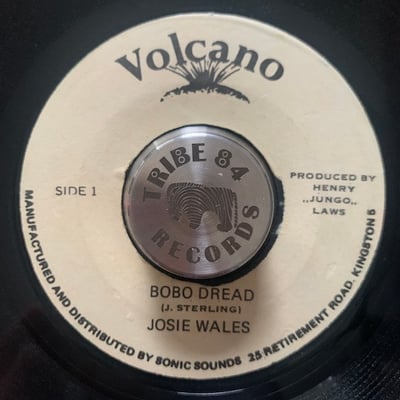 Volcano
TRIBE 84
RECORDS
SIDE 1
PRODUCED BY
HENRY
,,JUNGO,,
LAWS
BOBO DREAD
(J. STERLING)
JOSIE WALES
MANUFACTURED AND DISTRIBUTED BY SONIC SOUNDS 25 RETIREMENT ROAD. KINGSTON 5